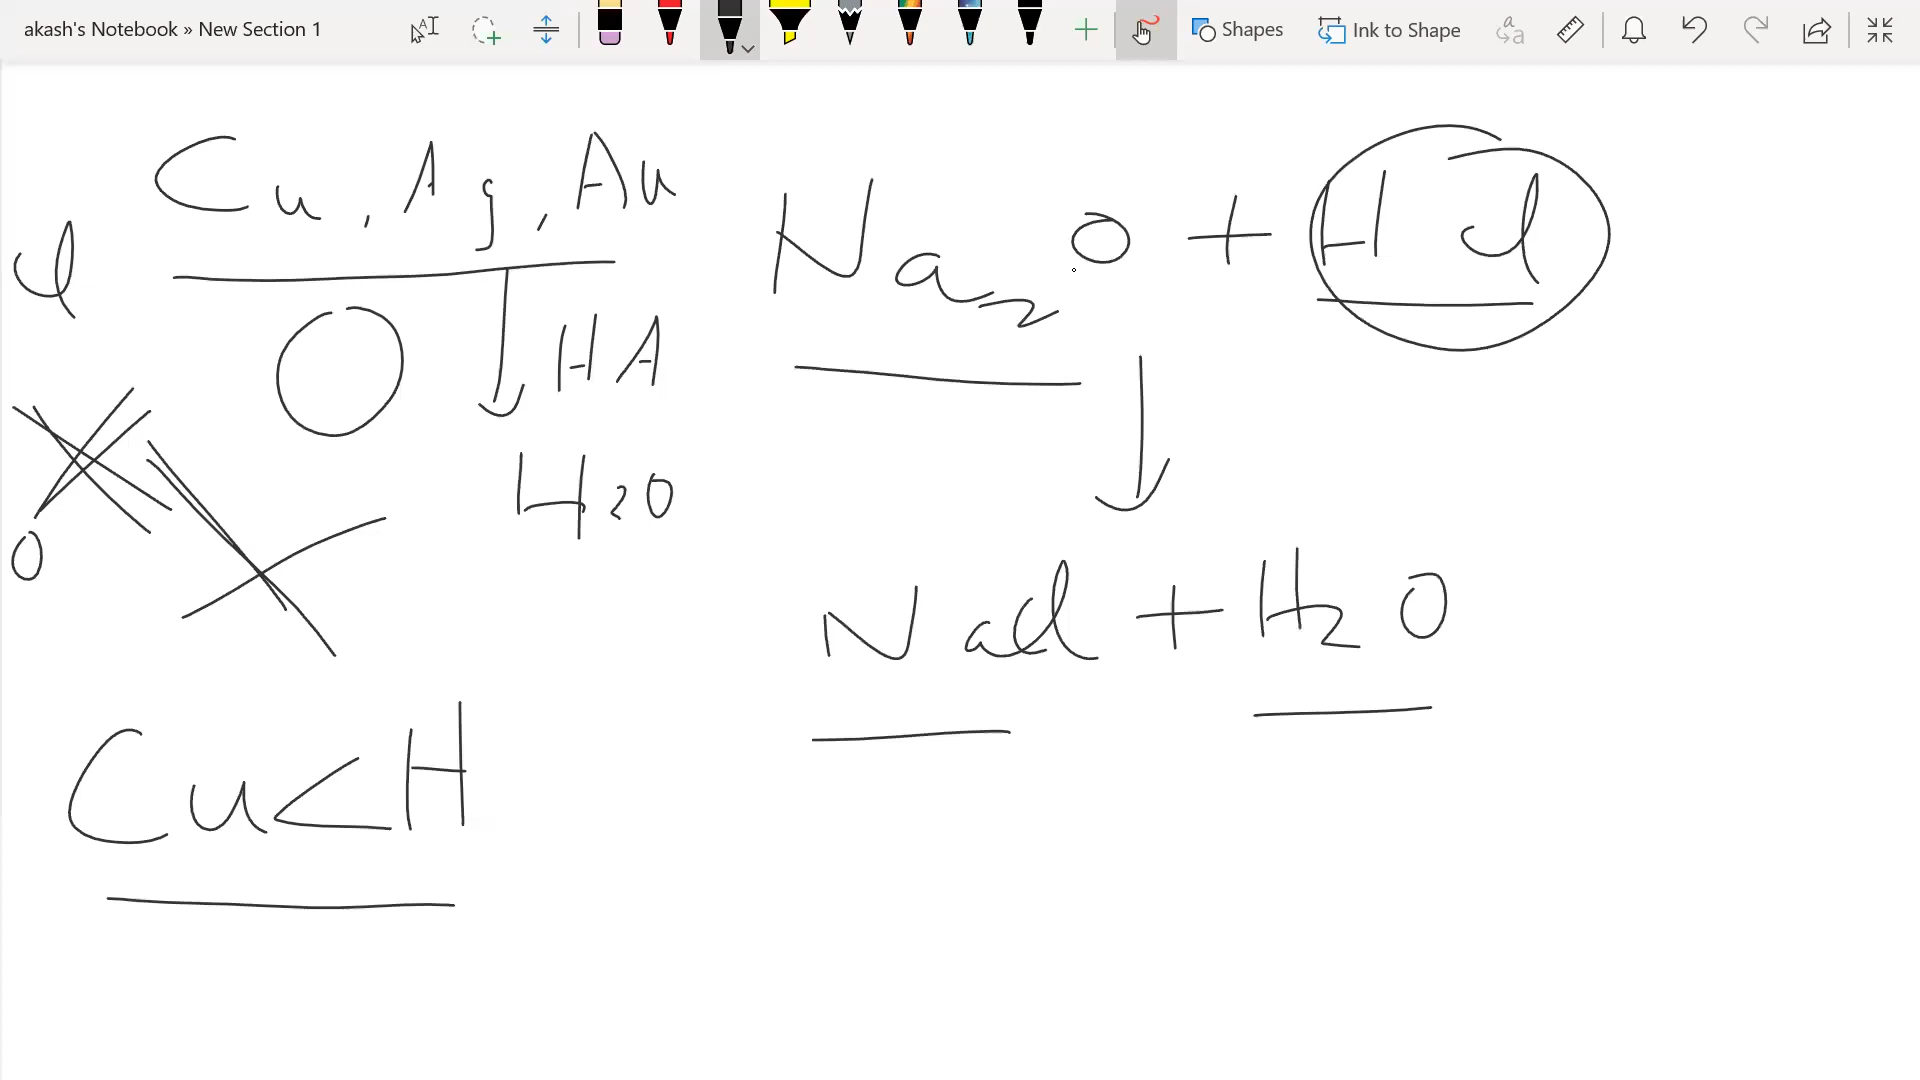 akash's Notebook » New Section 1
Shapes
Ink to Shape
Cu, Ag, Au
Cl
HA
H2O
O
Cu<H
Na2O + HCl
NaCl + H2O